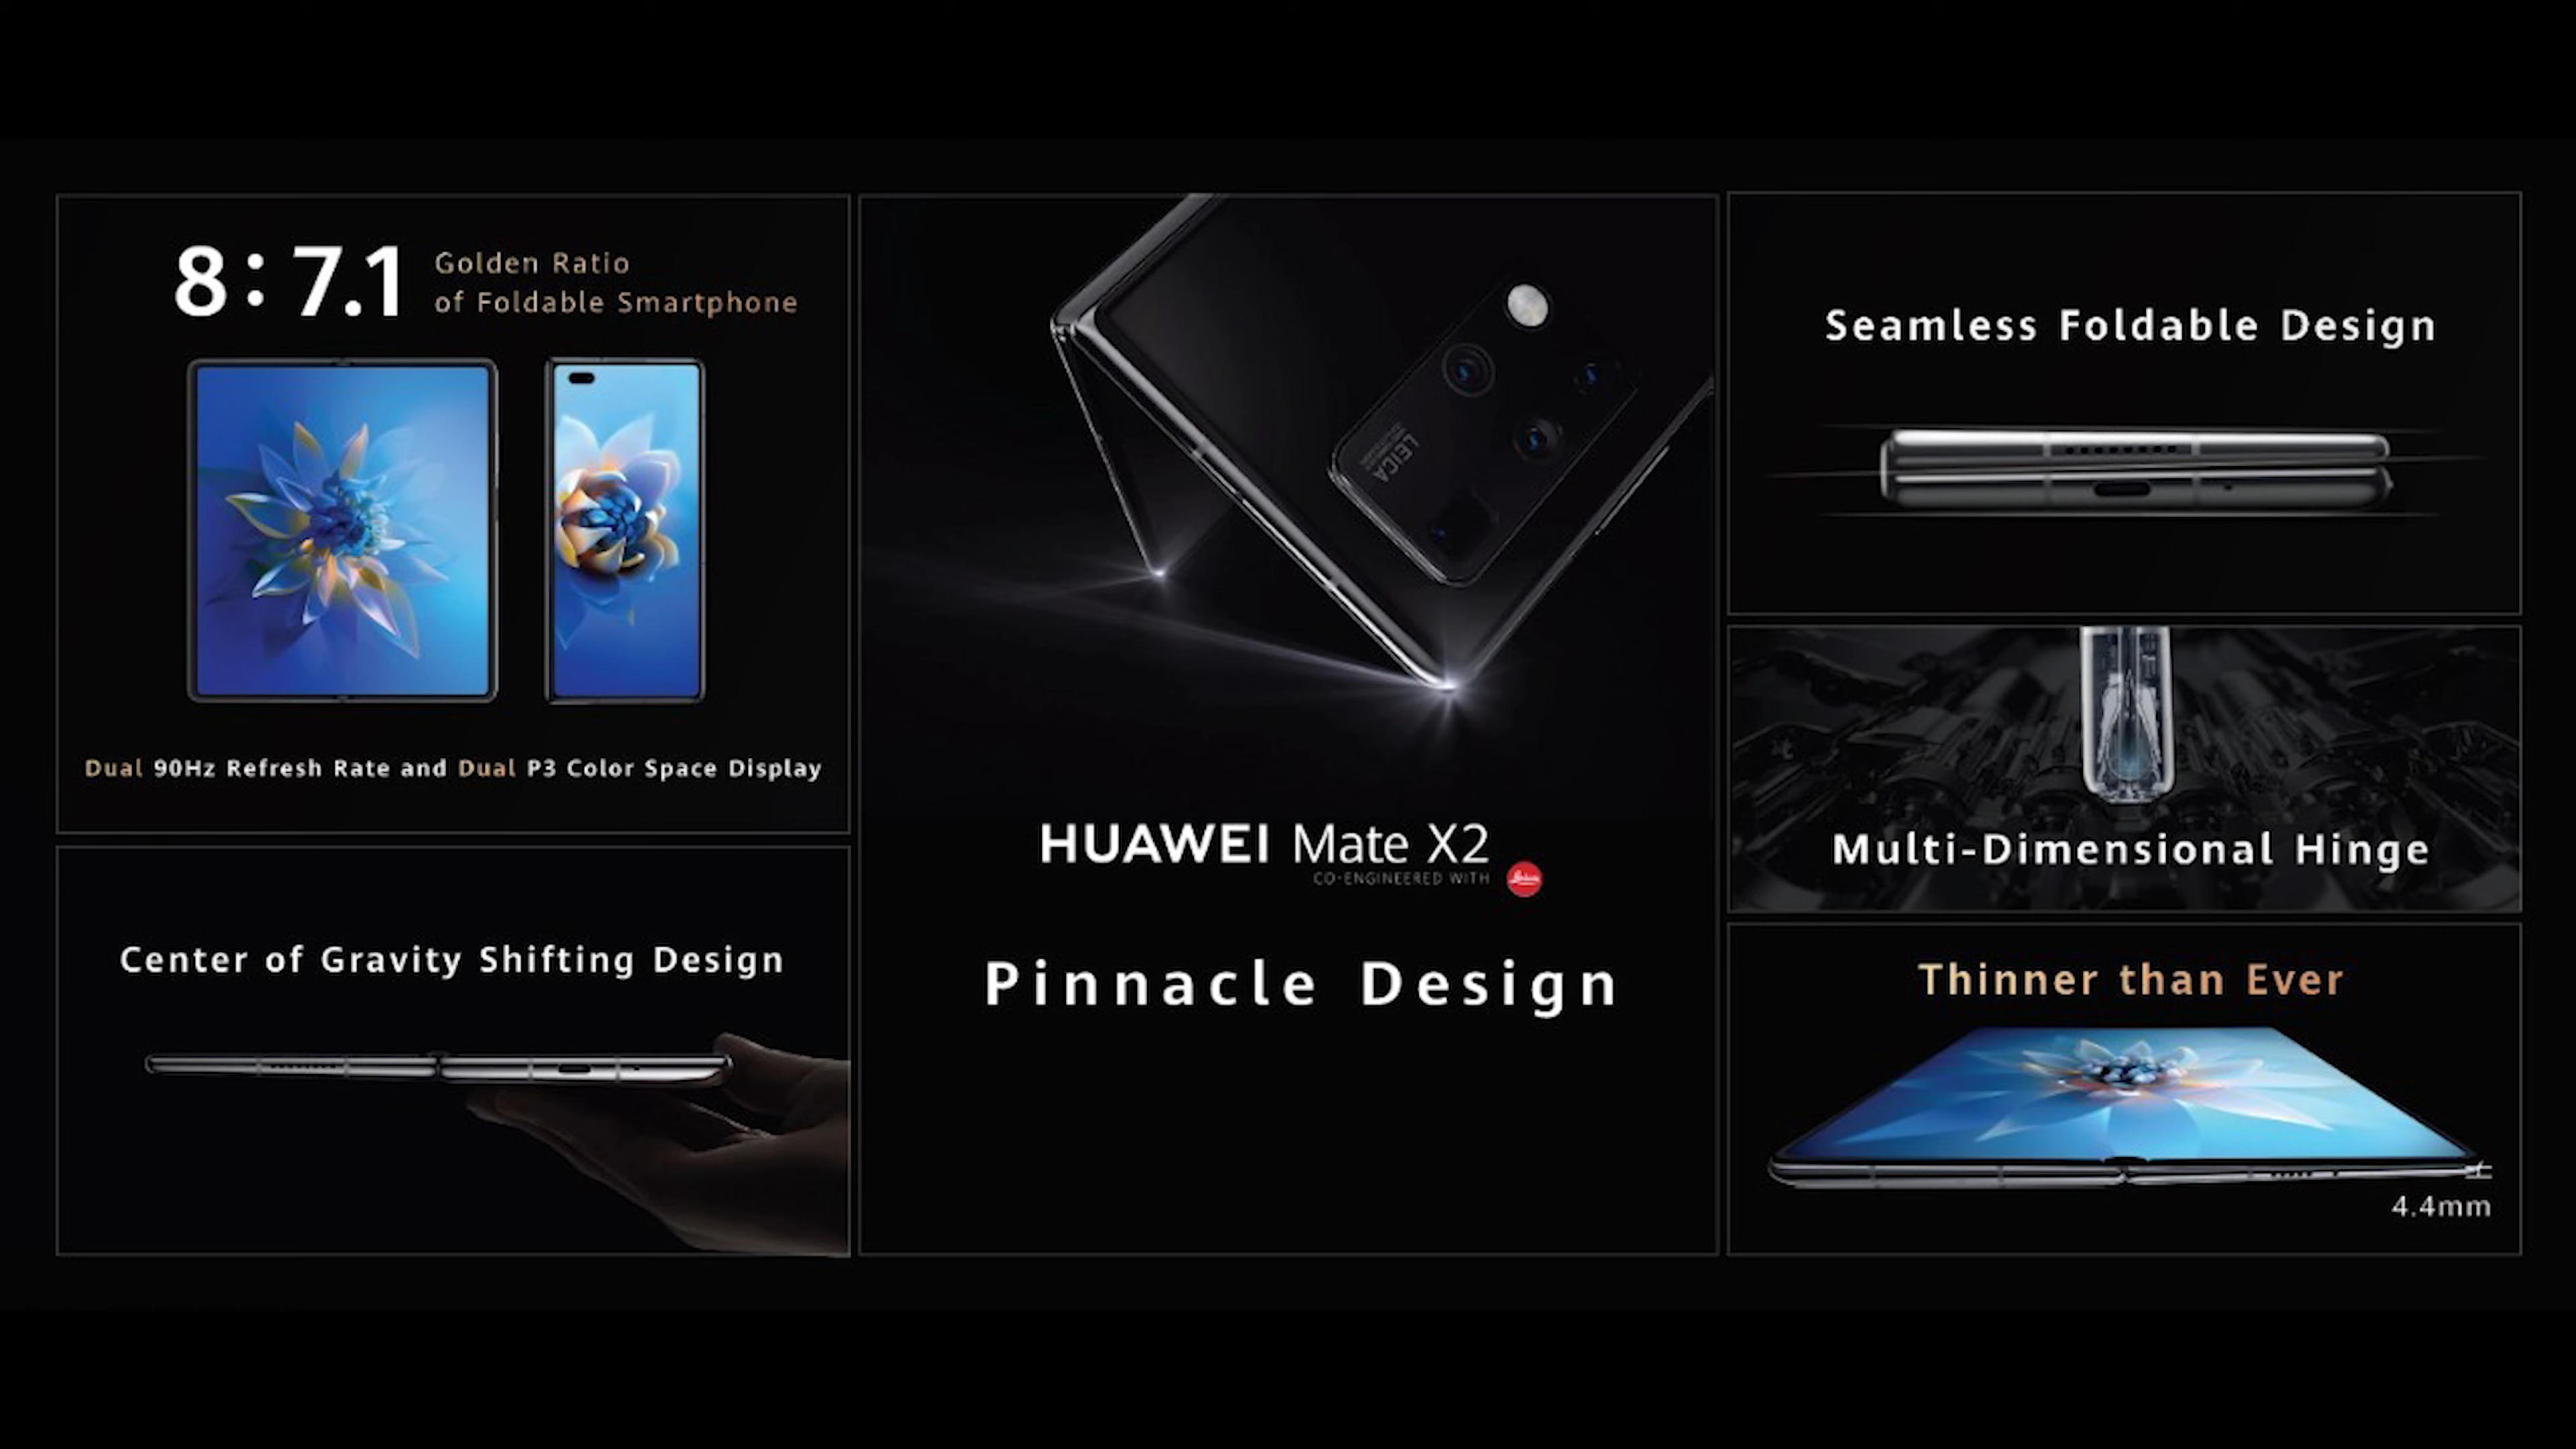 8:7.1
Golden Ratio
of Foldable Smartphone
Dual 90Hz Refresh Rate and Dual P3 Color Space Display
Center of Gravity Shifting Design
LEICA
HUAWEI Mate X2
CO-ENGINEERED WITH
Leica
Pinnacle Design
Seamless Foldable Design
Multi-Dimensional Hinge
Thinner than Ever
4.4mm